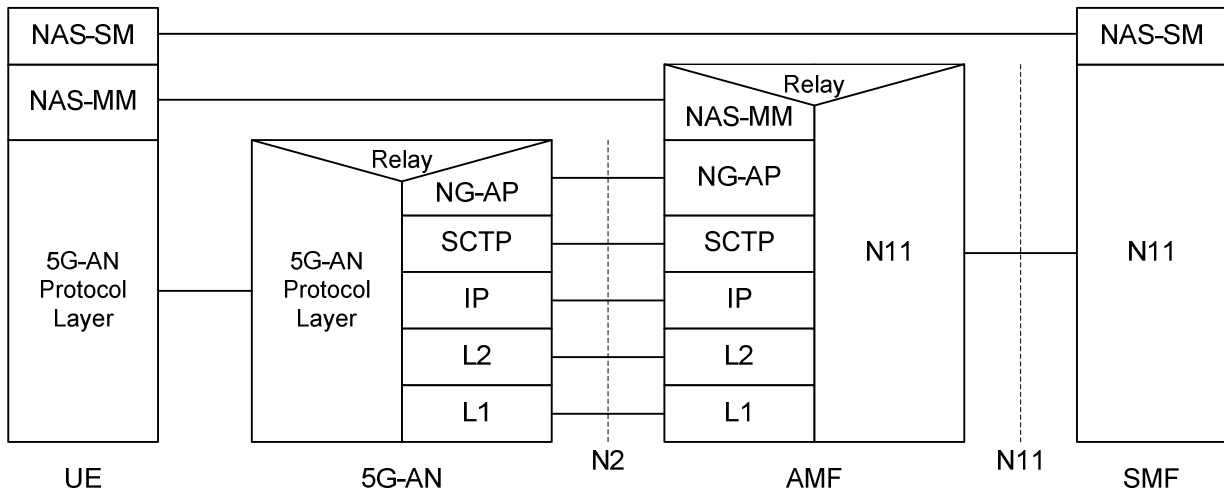 NAS-SM
NAS-SM
NAS-MM
Relay
NAS-MM
Relay
NG-AP
NG-AP
SCTP
SCTP
N11
N11
5G-AN
Protocol
Layer
5G-AN
Protocol
Layer
IP
IP
L2
L2
L1
L1
N2
N11
UE
5G-AN
AMF
SMF